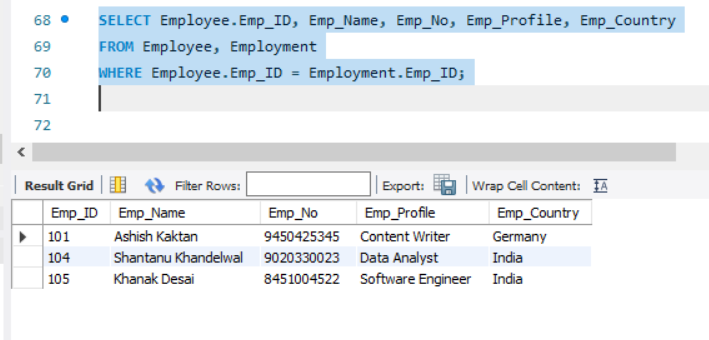 68 SELECT Employee.Emp_ID, Emp_Name, Emp_No, Emp_Profile, Emp_Country
69 FROM Employee, Employment
70 WHERE Employee.Emp_ID = Employment.Emp_ID;
71
72
Result Grid Filter Rows: Export: Wrap Cell Content: IA
Emp_ID Emp_Name Emp_No Emp_Profile Emp_Country
101 Ashish Kaktan 9450425345 Content Writer Germany
104 Shantanu Khandelwal 9020330023 Data Analyst India
105 Khanak Desai 8451004522 Software Engineer India